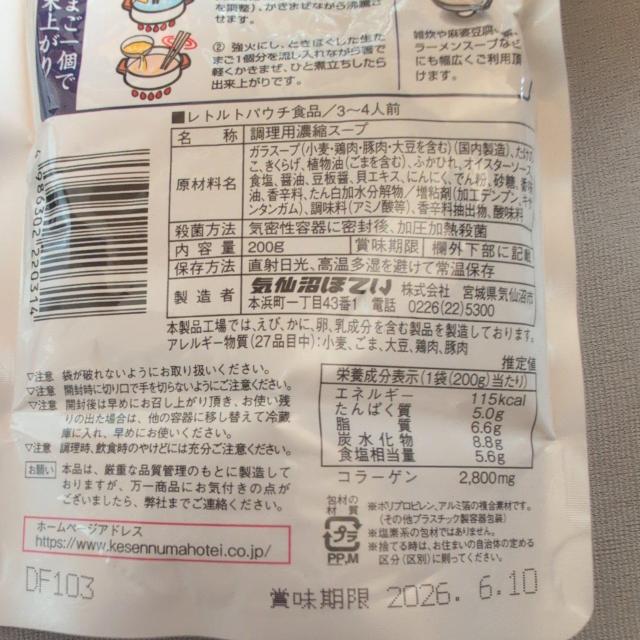 まご一個で
来上がり
を調整)、かきまぜながら沸騰さ
せます。
② 強火にし、ときほぐした生た
まご1個分を流し入れながら箸で
軽くかきまぜ、ひと煮立ちしたら
出来上がりです。
雑炊や麻婆豆腐、
ラーメンスープなど
にも幅広くご利用頂
けます。
■レトルトパウチ食品/3〜4人前
名称 調理用濃縮スープ
原材料名 ガラスープ(小麦・鶏肉・豚肉・大豆を含む)(国内製造)、たけの
こ、きくらげ、植物油(ごまを含む)、ふかひれ、オイスターソース、
食塩、醤油、豆板醤、貝エキス、にんにく、でん粉、砂糖、香味
油、香辛料、たん白加水分解物/増粘剤(加工デンプン、キサ
ンタンガム)、調味料(アミノ酸等)、香辛料抽出物、酸味料
殺菌方法 気密性容器に密封後、加圧加熱殺菌
内容量 200g 賞味期限 欄外下部に記載
保存方法 直射日光、高温多湿を避けて常温保存
製造者 気仙沼ほてい 株式会社 宮城県気仙沼市
本浜町一丁目43番1 電話 0226(22)5300
本製品工場では、えび、かに、卵、乳成分を含む製品を製造しております。
アレルギー物質(27品目中):小麦、ごま、大豆、鶏肉、豚肉
4 986302 220314
▽注意 袋が破れないようにお取り扱いください。
▽注意 開封時に切り口で手を切らないようにご注意ください。
▽注意 開封後は早めにお召し上がり頂き、お使い残
りの出た場合は、他の容器に移し替えて冷蔵
庫に入れ、早めにお使いください。
▽注意 調理時、飲食時のやけどには充分ご注意ください。
お願い 本品は、厳重な品質管理のもとに製造して
おりますが、万一商品にお気付きの点が
ございましたら、弊社までご連絡ください。
ホームページアドレス
https://www.kesennumahotei.co.jp/
推定値
栄養成分表示(1袋(200g)当たり)
エネルギー 115kcal
たんぱく質 5.0g
脂質 6.6g
炭水化物 8.8g
食塩相当量 5.6g
コラーゲン 2,800mg
包材の材質
プラ
PP,M
※ポリプロピレン、アルミ箔の複合素材です。
(その他プラスチック製容器包装)
※塩素系の包材ではありません。
※捨てる時は、お住まいの自治体の定める
区分(区別)に則してください。
DF103
賞味期限 2026. 6.10